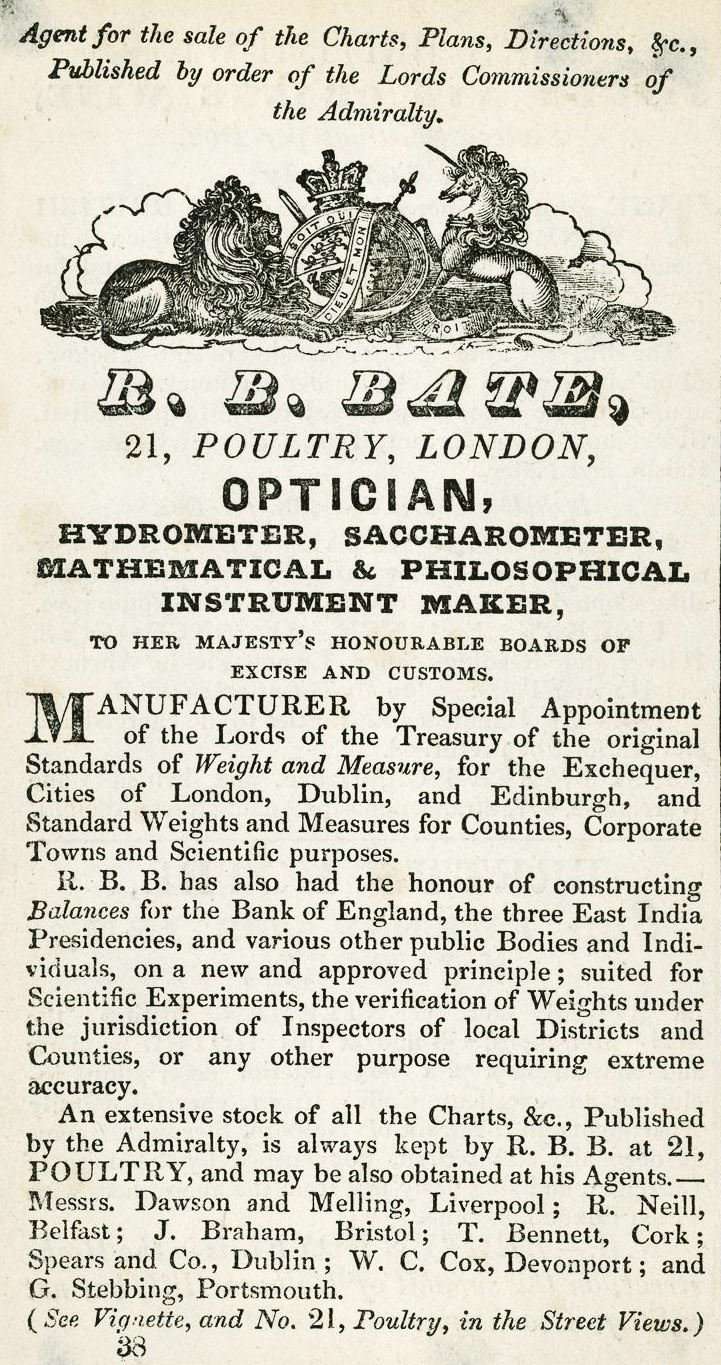 Agent for the sale of the Charts, Plans, Directions, &c.,
Published by order of the Lords Commissioners of
the Admiralty.
SOIT QUI
DIEU ET MON
ROIT
R. B. BATE,
21, POULTRY, LONDON,
OPTICIAN,
HYDROMETER, SACCHAROMETER,
MATHEMATICAL & PHILOSOPHICAL
INSTRUMENT MAKER,
TO HER MAJESTY'S HONOURABLE BOARDS OF
EXCISE AND CUSTOMS.
MANUFACTURER by Special Appointment
of the Lords of the Treasury of the original
Standards of Weight and Measure, for the Exchequer,
Cities of London, Dublin, and Edinburgh, and
Standard Weights and Measures for Counties, Corporate
Towns and Scientific purposes.
R. B. B. has also had the honour of constructing
Balances for the Bank of England, the three East India
Presidencies, and various other public Bodies and Indi-
viduals, on a new and approved principle; suited for
Scientific Experiments, the verification of Weights under
the jurisdiction of Inspectors of local Districts and
Counties, or any other purpose requiring extreme
accuracy.
An extensive stock of all the Charts, &c., Published
by the Admiralty, is always kept by R. B. B. at 21,
POULTRY, and may be also obtained at his Agents.—
Messrs. Dawson and Melling, Liverpool; R. Neill,
Belfast; J. Braham, Bristol; T. Bennett, Cork;
Spears and Co., Dublin; W. C. Cox, Devonport; and
G. Stebbing, Portsmouth.
(See Vignette, and No. 21, Poultry, in the Street Views.)
38